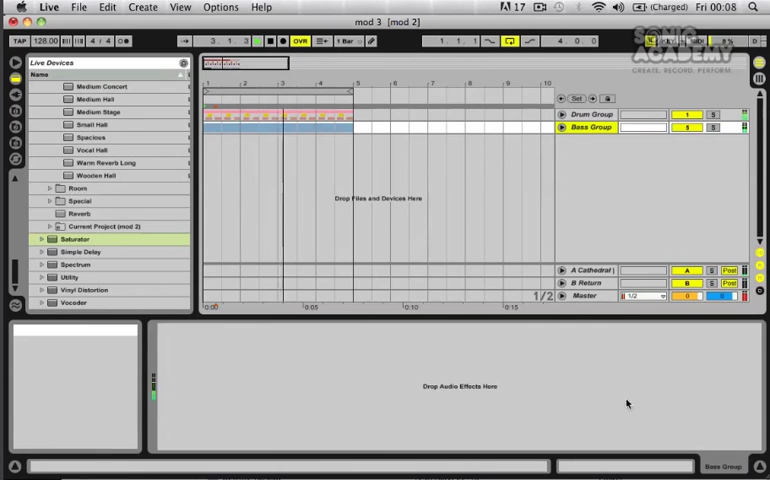 Live File Edit Create View Options Help 17 (Charged) Fri 00:08
mod 3 [mod 2]
TAP 128.00 4 / 4 3. 1. 3 OVR 1 Bar 1. 1. 1 4. 0. 0 KEY MIDI 8 % D
SONIC ACADEMY
CREATE. RECORD. PERFORM.
Live Devices
Name
Medium Concert
Medium Hall
Medium Stage
Small Hall
Spacious
Vocal Hall
Warm Reverb Long
Wooden Hall
Room
Special
Reverb
Current Project (mod 2)
Saturator
Simple Delay
Spectrum
Utility
Vinyl Distortion
Vocoder
1 2 3 4 5 6 7 8 9 10
Set
Drum Group 1 S
Bass Group 5 S
Drop Files and Devices Here
A Cathedral | A S Post
B Return B S Post
1/2 Master 1/2 0 0
0:00 0:05 0:10 0:15
Drop Audio Effects Here
Bass Group